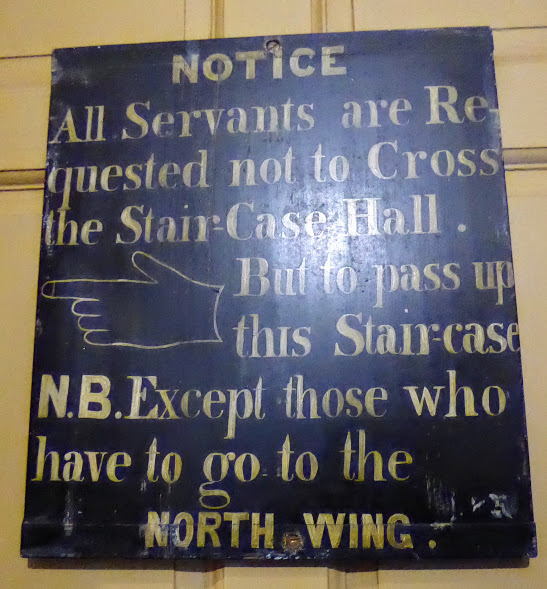 NOTICE
All Servants are Re-
quested not to Cross
the Stair-Case-Hall.
But to pass up
this Stair-case
N.B. Except those who
have to go to the
NORTH WING.